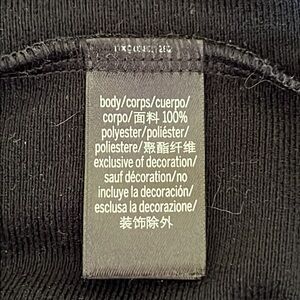 body/corps/cuerpo/
corpo/面料 100%
polyester/poliéster/
poliestere/聚酯纤维
exclusive of decoration/
sauf décoration/no
incluye la decoración/
esclusa la decorazione/
装饰除外